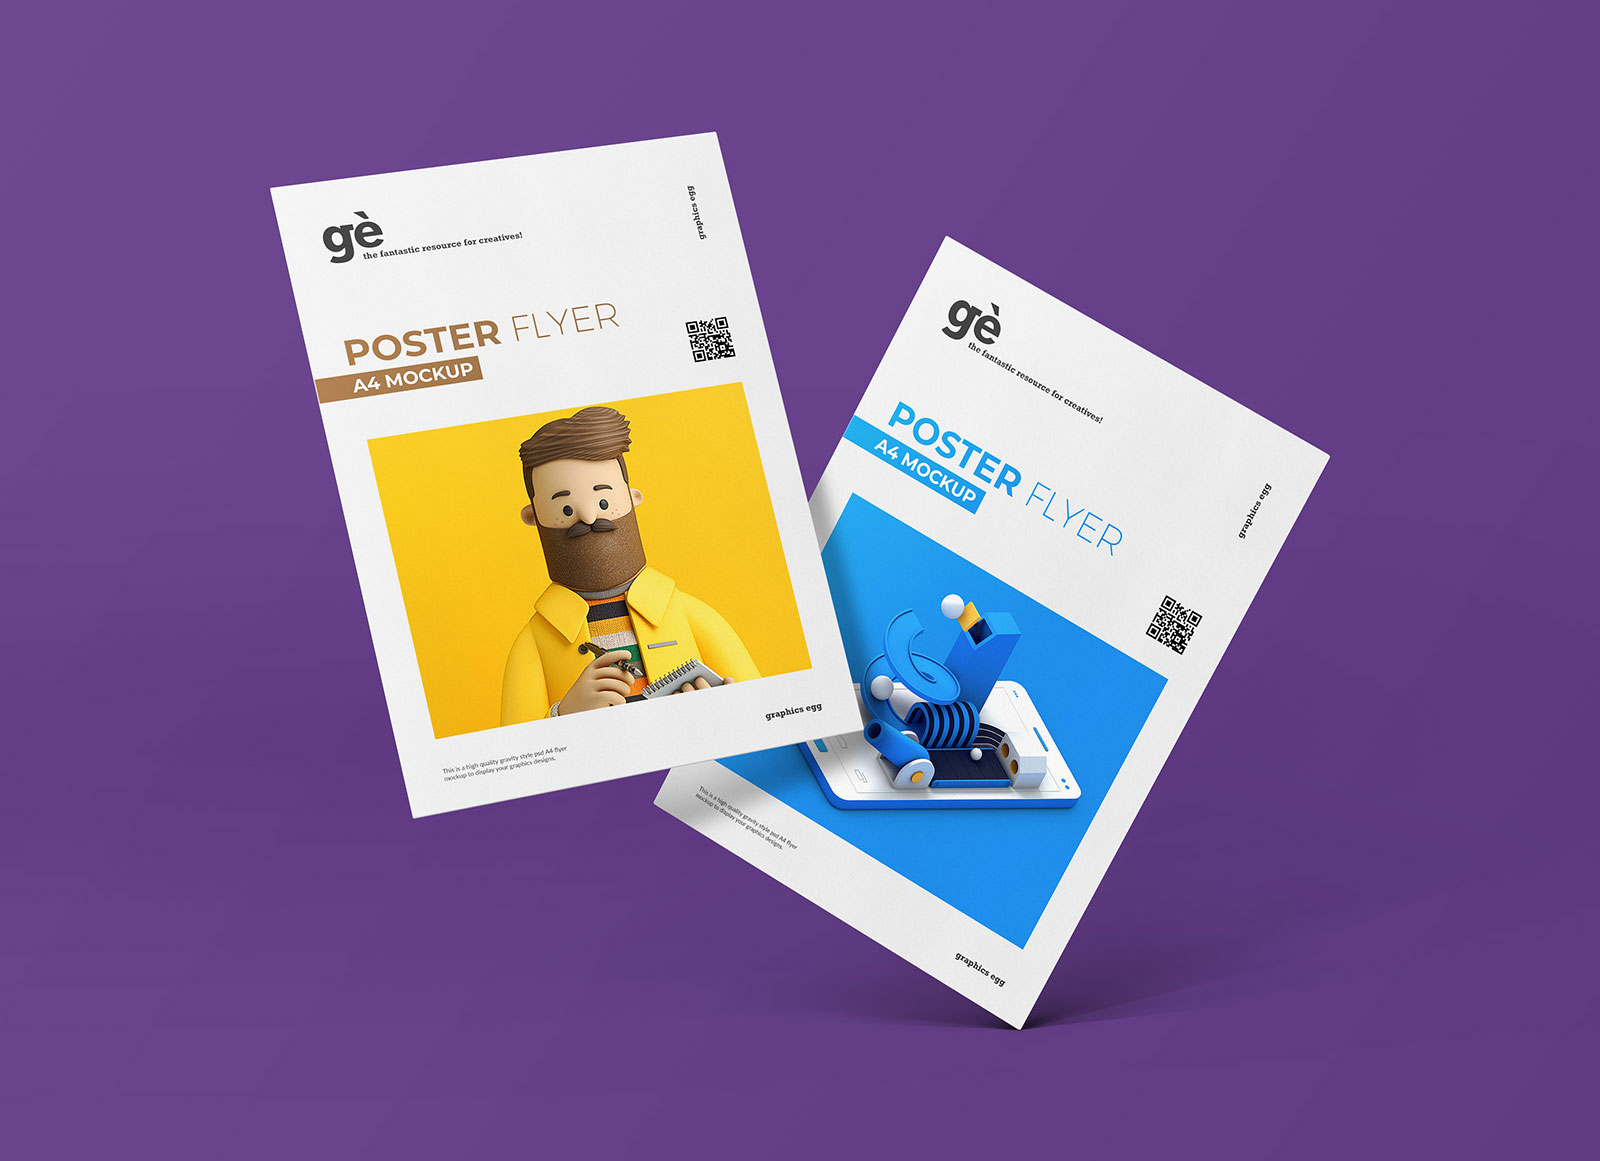 gè
the fantastic resource for creatives!
graphics egg
POSTER FLYER
A4 MOCKUP
graphics egg
This is a high quality gravity style psd A4 flyer
mockup to display your graphics designs.
gè
the fantastic resource for creatives!
POSTER FLYER
A4 MOCKUP
graphics egg
This is a high quality gravity style psd A4 flyer
mockup to display your graphics designs.
graphics egg